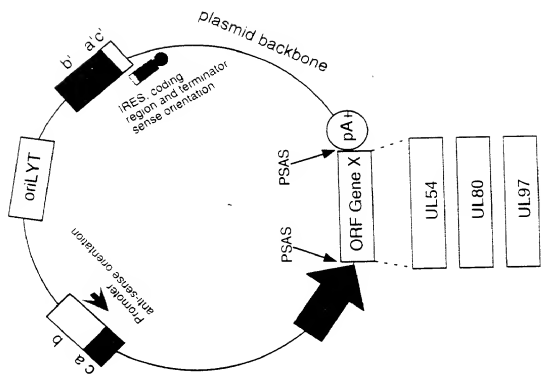 plasmid backbone
b'
a'c'
IRES, coding
region and terminator
sense orientation
pA+
PSAS
ORF Gene X
UL54
UL80
UL97
oriLYT
PSAS
Promoter
anti-sense orientation
c a b